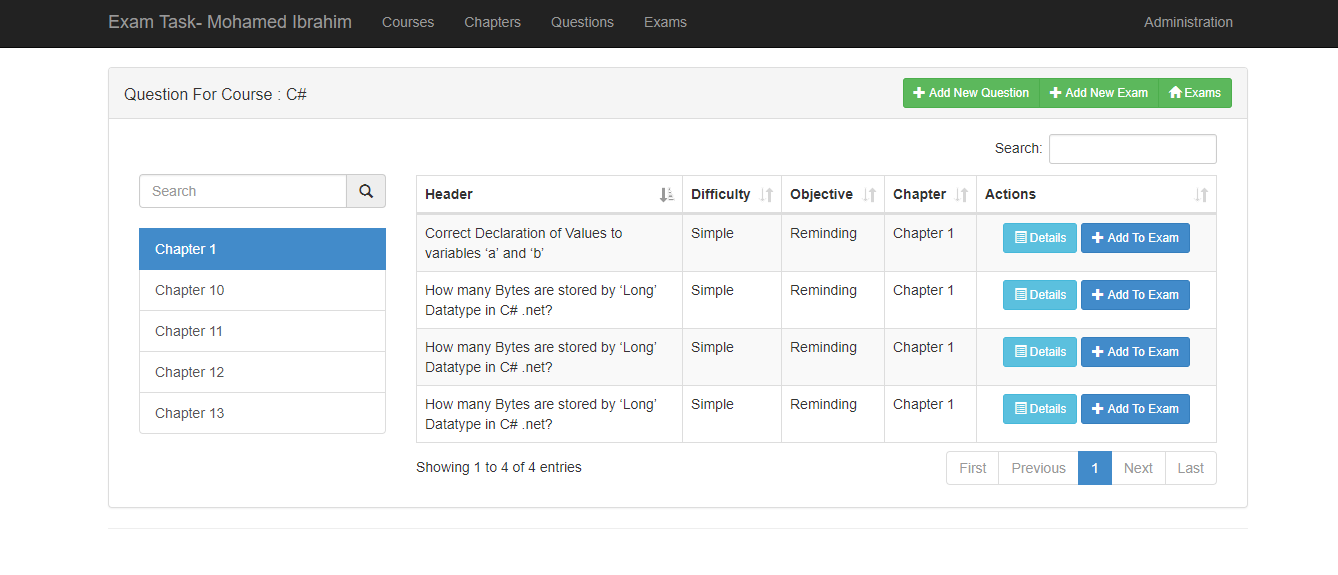 Exam Task- Mohamed Ibrahim Courses Chapters Questions Exams Administration
Question For Course : C# Add New Question Add New Exam Exams
Search:
Search
Chapter 1
Chapter 10
Chapter 11
Chapter 12
Chapter 13
Header Difficulty Objective Chapter Actions
Correct Declaration of Values to Simple Reminding Chapter 1 Details Add To Exam
variables ‘a’ and ‘b’
How many Bytes are stored by ‘Long’ Simple Reminding Chapter 1 Details Add To Exam
Datatype in C# .net?
How many Bytes are stored by ‘Long’ Simple Reminding Chapter 1 Details Add To Exam
Datatype in C# .net?
How many Bytes are stored by ‘Long’ Simple Reminding Chapter 1 Details Add To Exam
Datatype in C# .net?
Showing 1 to 4 of 4 entries First Previous 1 Next Last